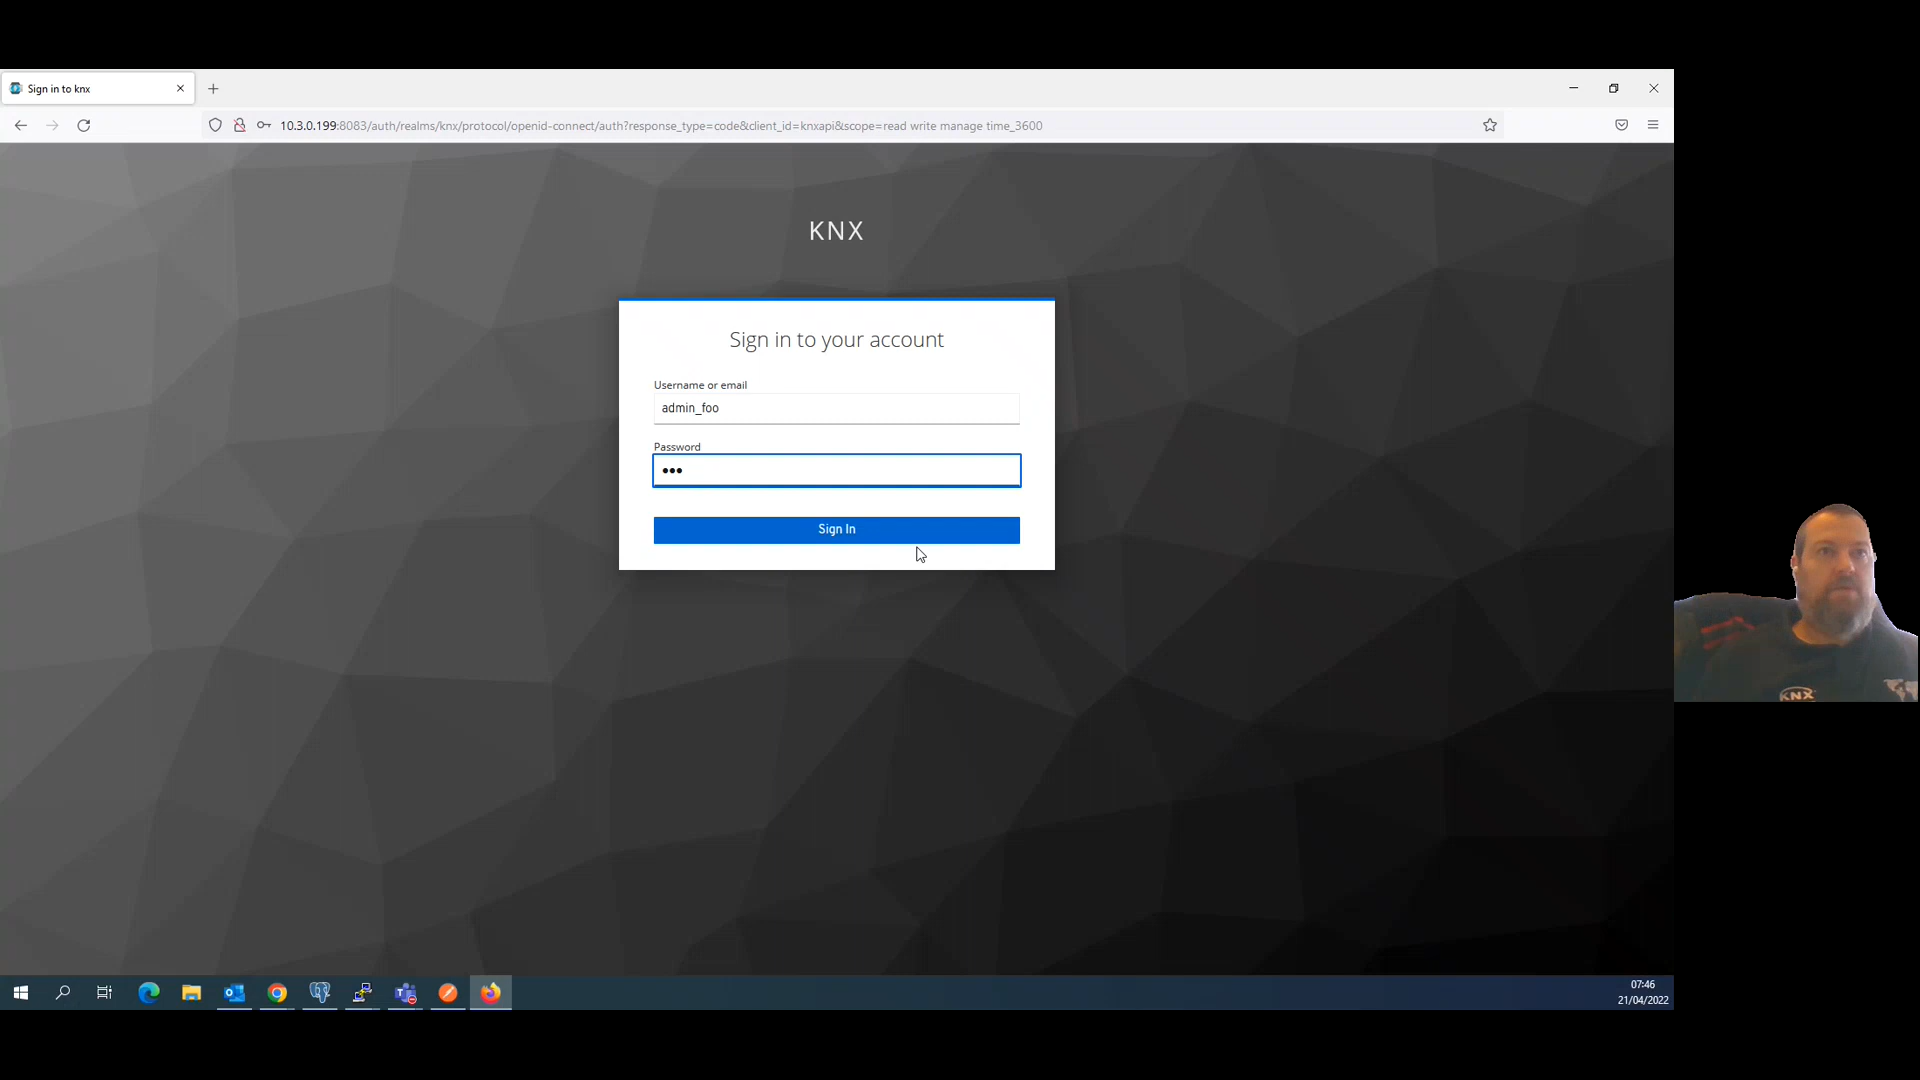 Sign in to knx
10.3.0.199:8083/auth/realms/knx/protocol/openid-connect/auth?response_type=code&client_id=knxapi&scope=read write manage time_3600
KNX
Sign in to your account
Username or email
admin_foo
Password
•••
Sign In
KNX
07:46
21/04/2022